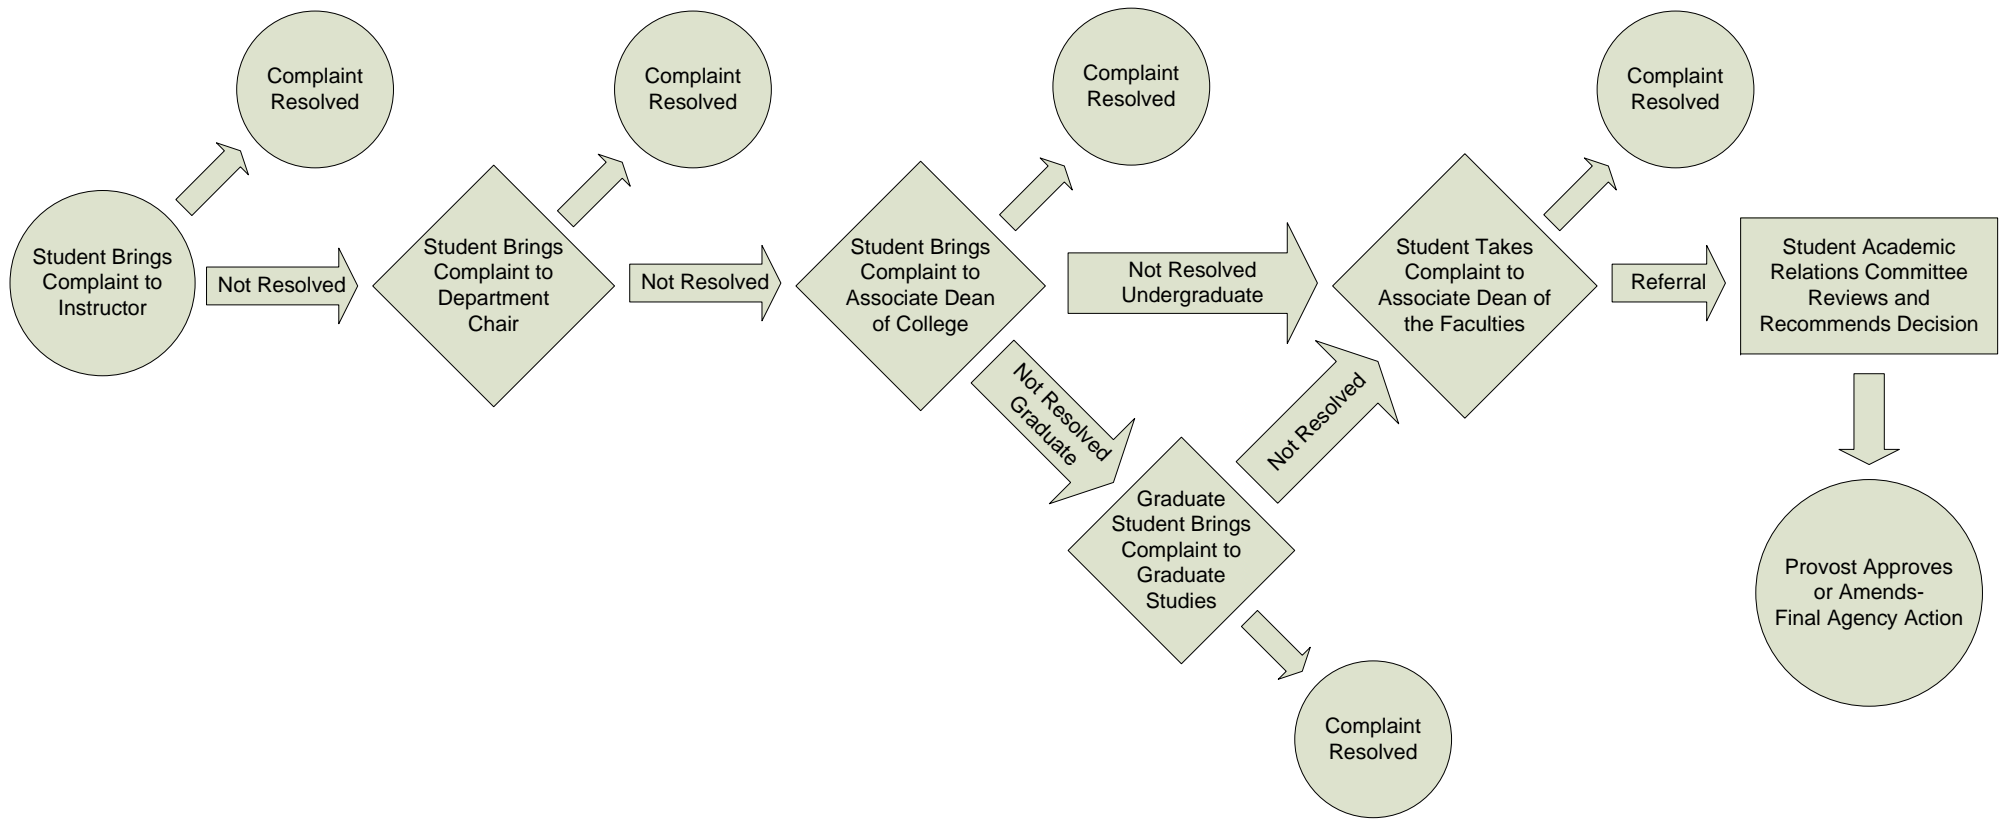 Complaint
Resolved
Complaint
Resolved
Complaint
Resolved
Complaint
Resolved
Student Brings
Complaint to
Instructor
Not Resolved
Student Brings
Complaint to
Department
Chair
Not Resolved
Student Brings
Complaint to
Associate Dean
of College
Not Resolved
Undergraduate
Student Takes
Complaint to
Associate Dean of
the Faculties
Referral
Student Academic
Relations Committee
Reviews and
Recommends Decision
Not Resolved
Graduate
Not Resolved
Graduate
Student Brings
Complaint to
Graduate
Studies
Provost Approves
or Amends-
Final Agency Action
Complaint
Resolved